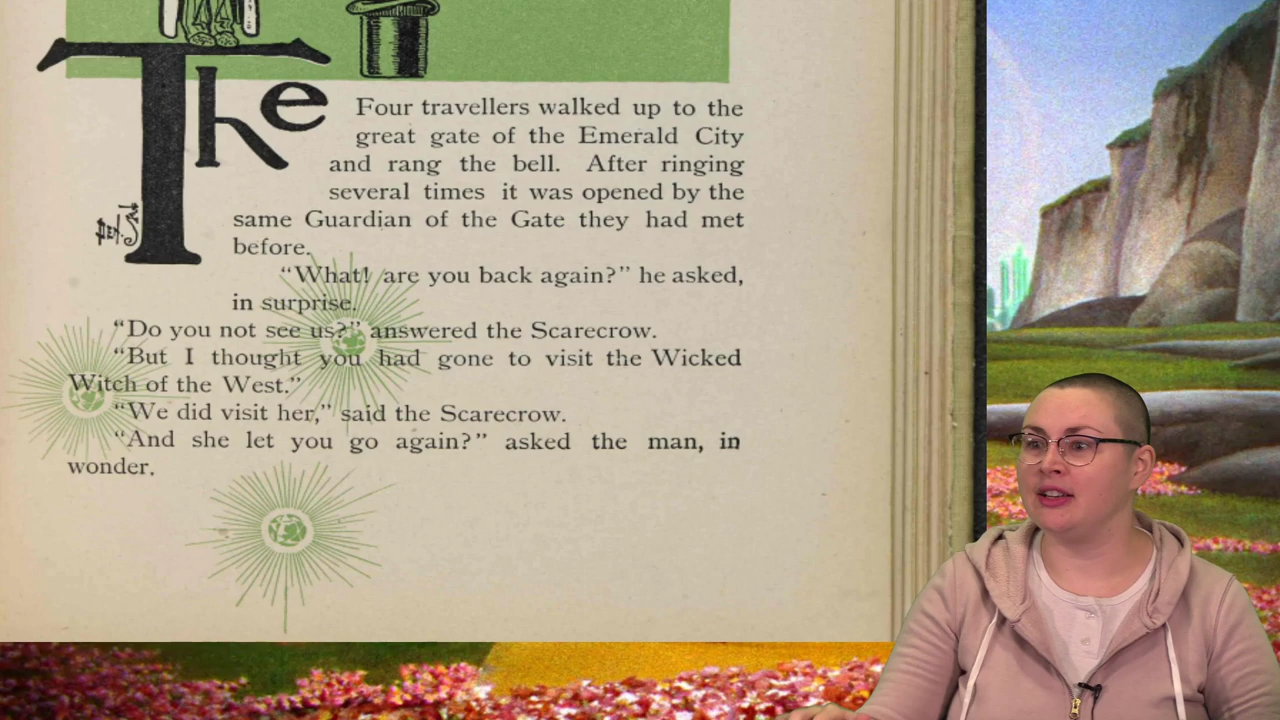 The Four travellers walked up to the
great gate of the Emerald City
and rang the bell. After ringing
several times it was opened by the
same Guardian of the Gate they had met
before.
“What! are you back again?” he asked,
in surprise.
“Do you not see us?” answered the Scarecrow.
“But I thought you had gone to visit the Wicked
Witch of the West.”
“We did visit her,” said the Scarecrow.
“And she let you go again?” asked the man, in
wonder.